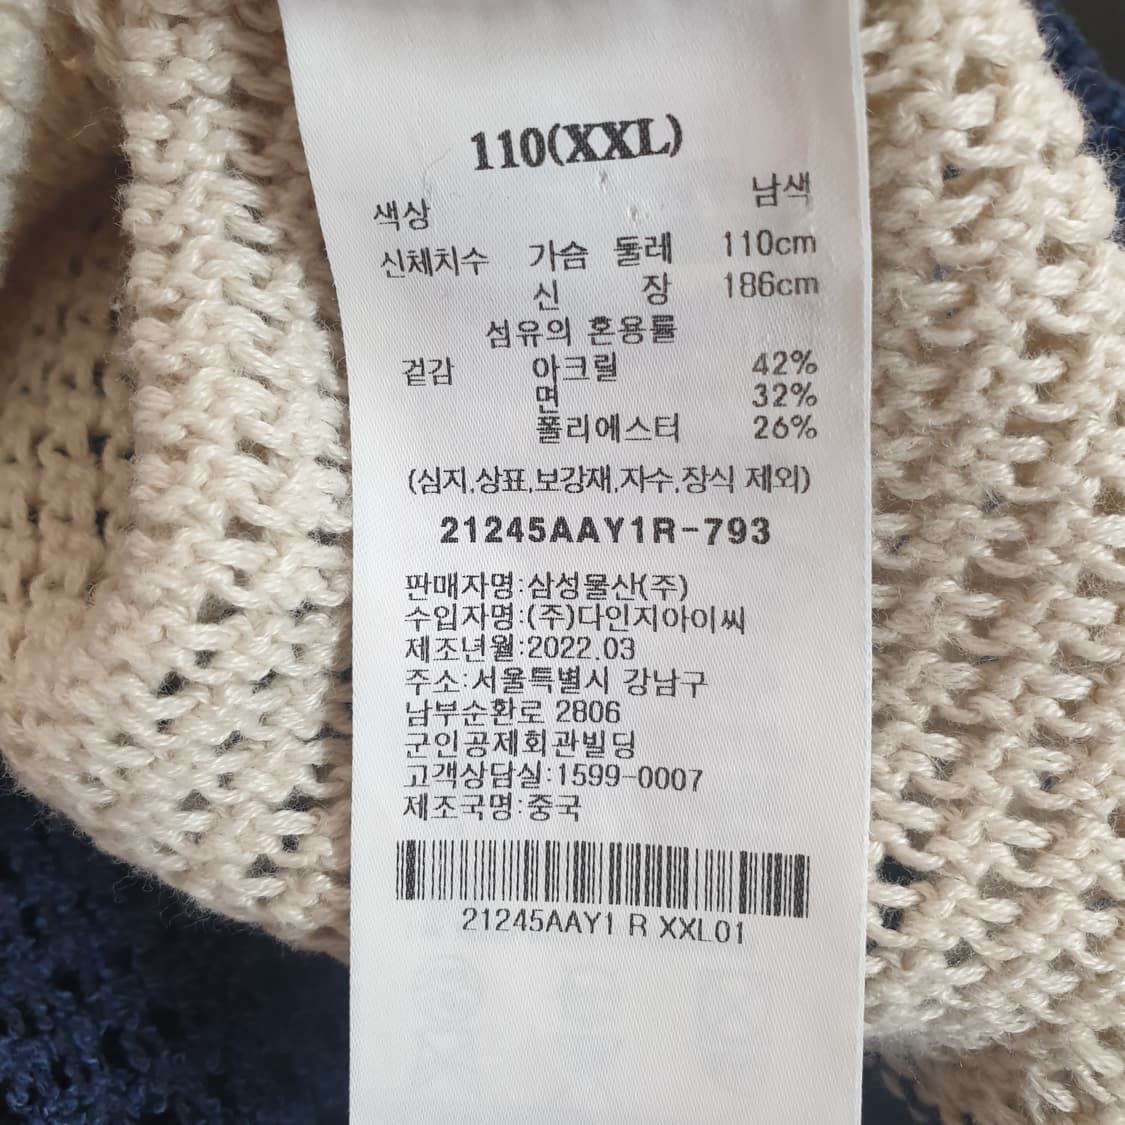 110(XXL)
색상 남색
신체치수 가슴 둘레 110cm
신 장 186cm
섬유의 혼용률
겉감 아크릴 42%
면 32%
폴리에스터 26%
(심지,상표,보강재,자수,장식 제외)
21245AAY1R-793
판매자명:삼성물산(주)
수입자명:(주)다인지아이씨
제조년월:2022.03
주소:서울특별시 강남구
남부순환로 2806
군인공제회관빌딩
고객상담실:1599-0007
제조국명:중국
21245AAY1 R XXL01